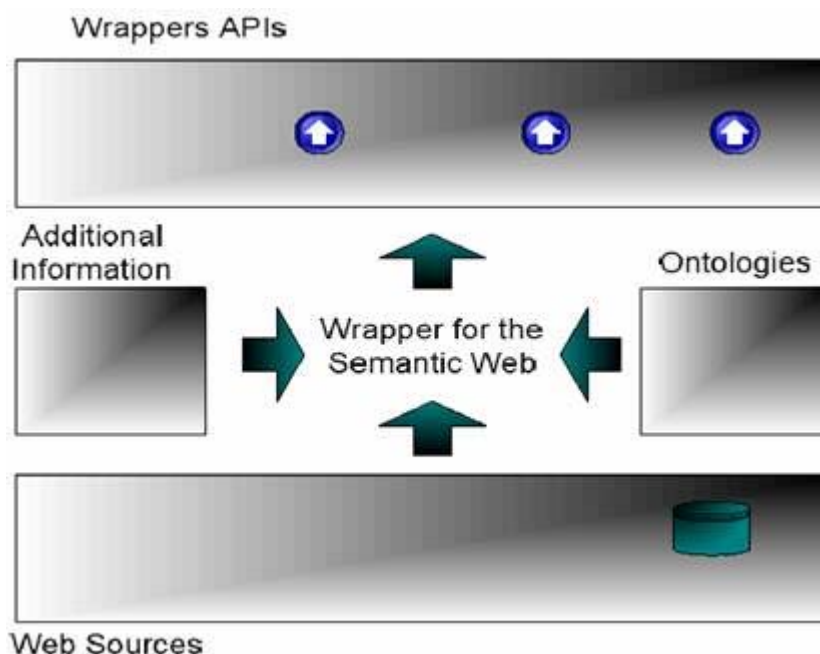 Wrappers APIs
Additional
Information
Ontologies
Wrapper for the
Semantic Web
Web Sources